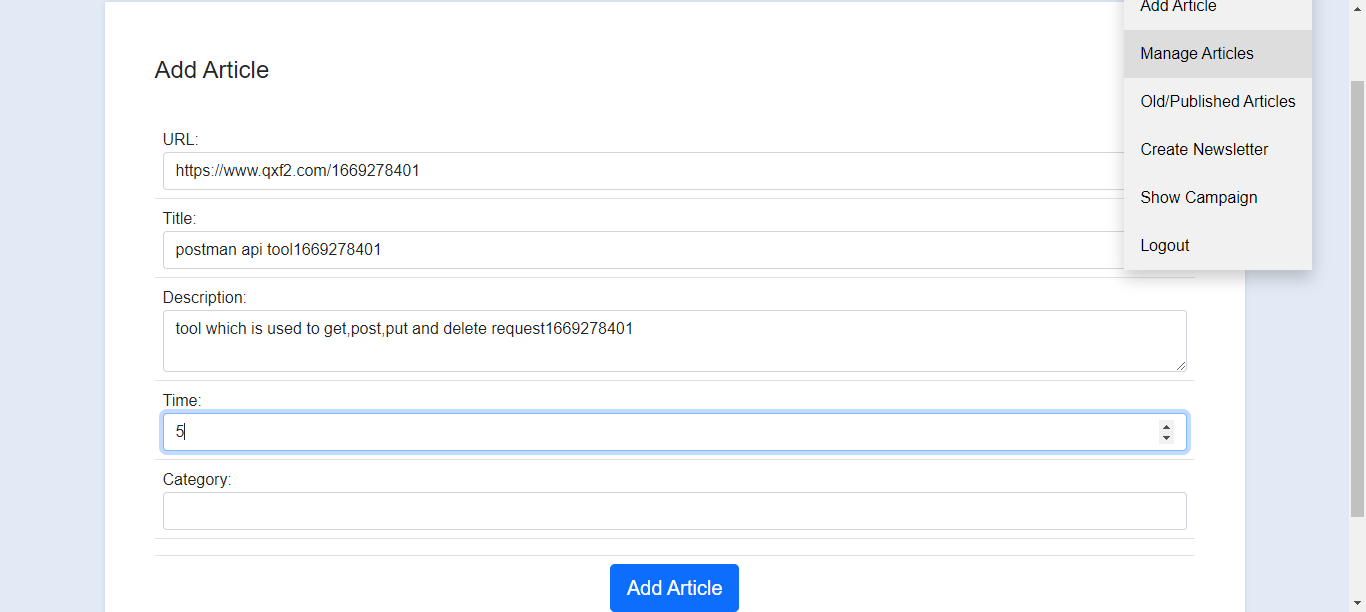 Add Article
Manage Articles
Old/Published Articles
Create Newsletter
Show Campaign
Logout
Add Article
URL:
https://www.qxf2.com/1669278401
Title:
postman api tool1669278401
Description:
tool which is used to get,post,put and delete request1669278401
Time:
5
Category:
Add Article